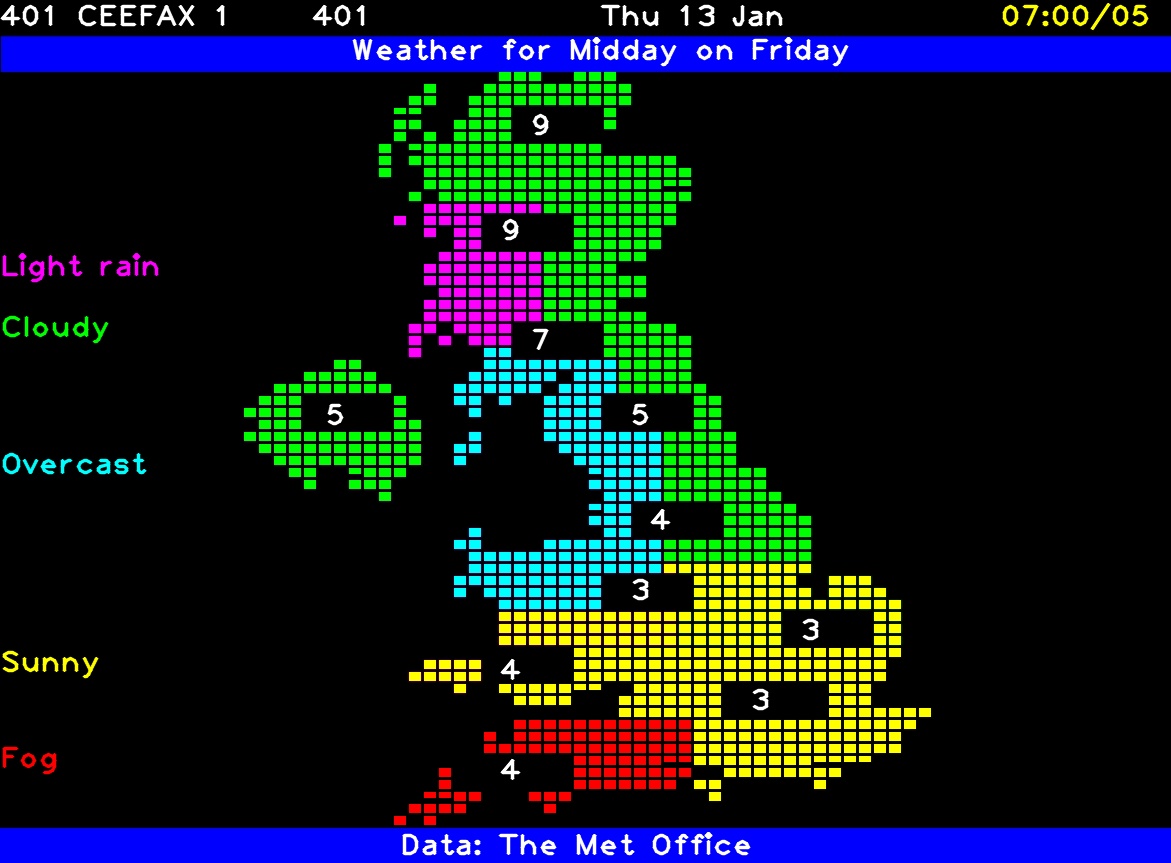 401 CEEFAX 1 401 Thu 13 Jan 07:00/05
Weather for Midday on Friday
9
9
Light rain
Cloudy
7
5 5
Overcast
4
3
3
Sunny 4
3
Fog
4
Data: The Met Office